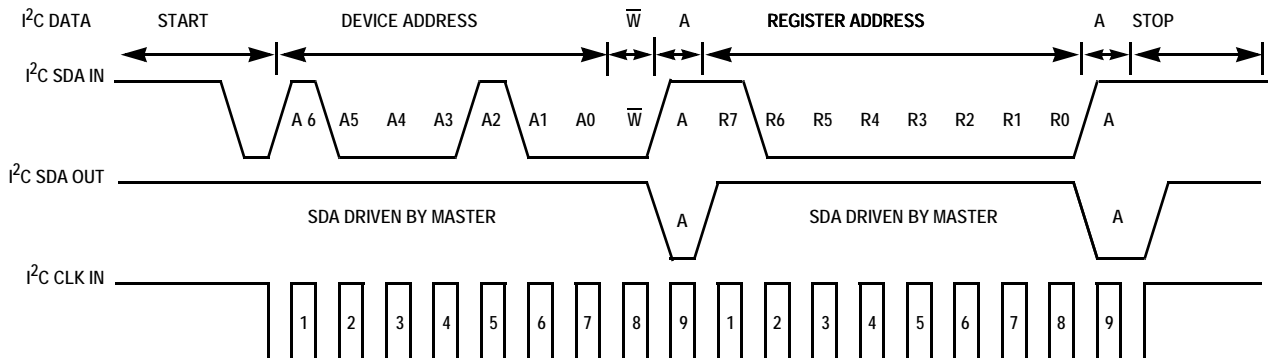 I²C DATA START DEVICE ADDRESS W̅ A REGISTER ADDRESS A STOP
I²C SDA IN
A 6 A5 A4 A3 A2 A1 A0 W̅ A R7 R6 R5 R4 R3 R2 R1 R0 A
I²C SDA OUT
SDA DRIVEN BY MASTER A SDA DRIVEN BY MASTER A
I²C CLK IN
1 2 3 4 5 6 7 8 9 1 2 3 4 5 6 7 8 9